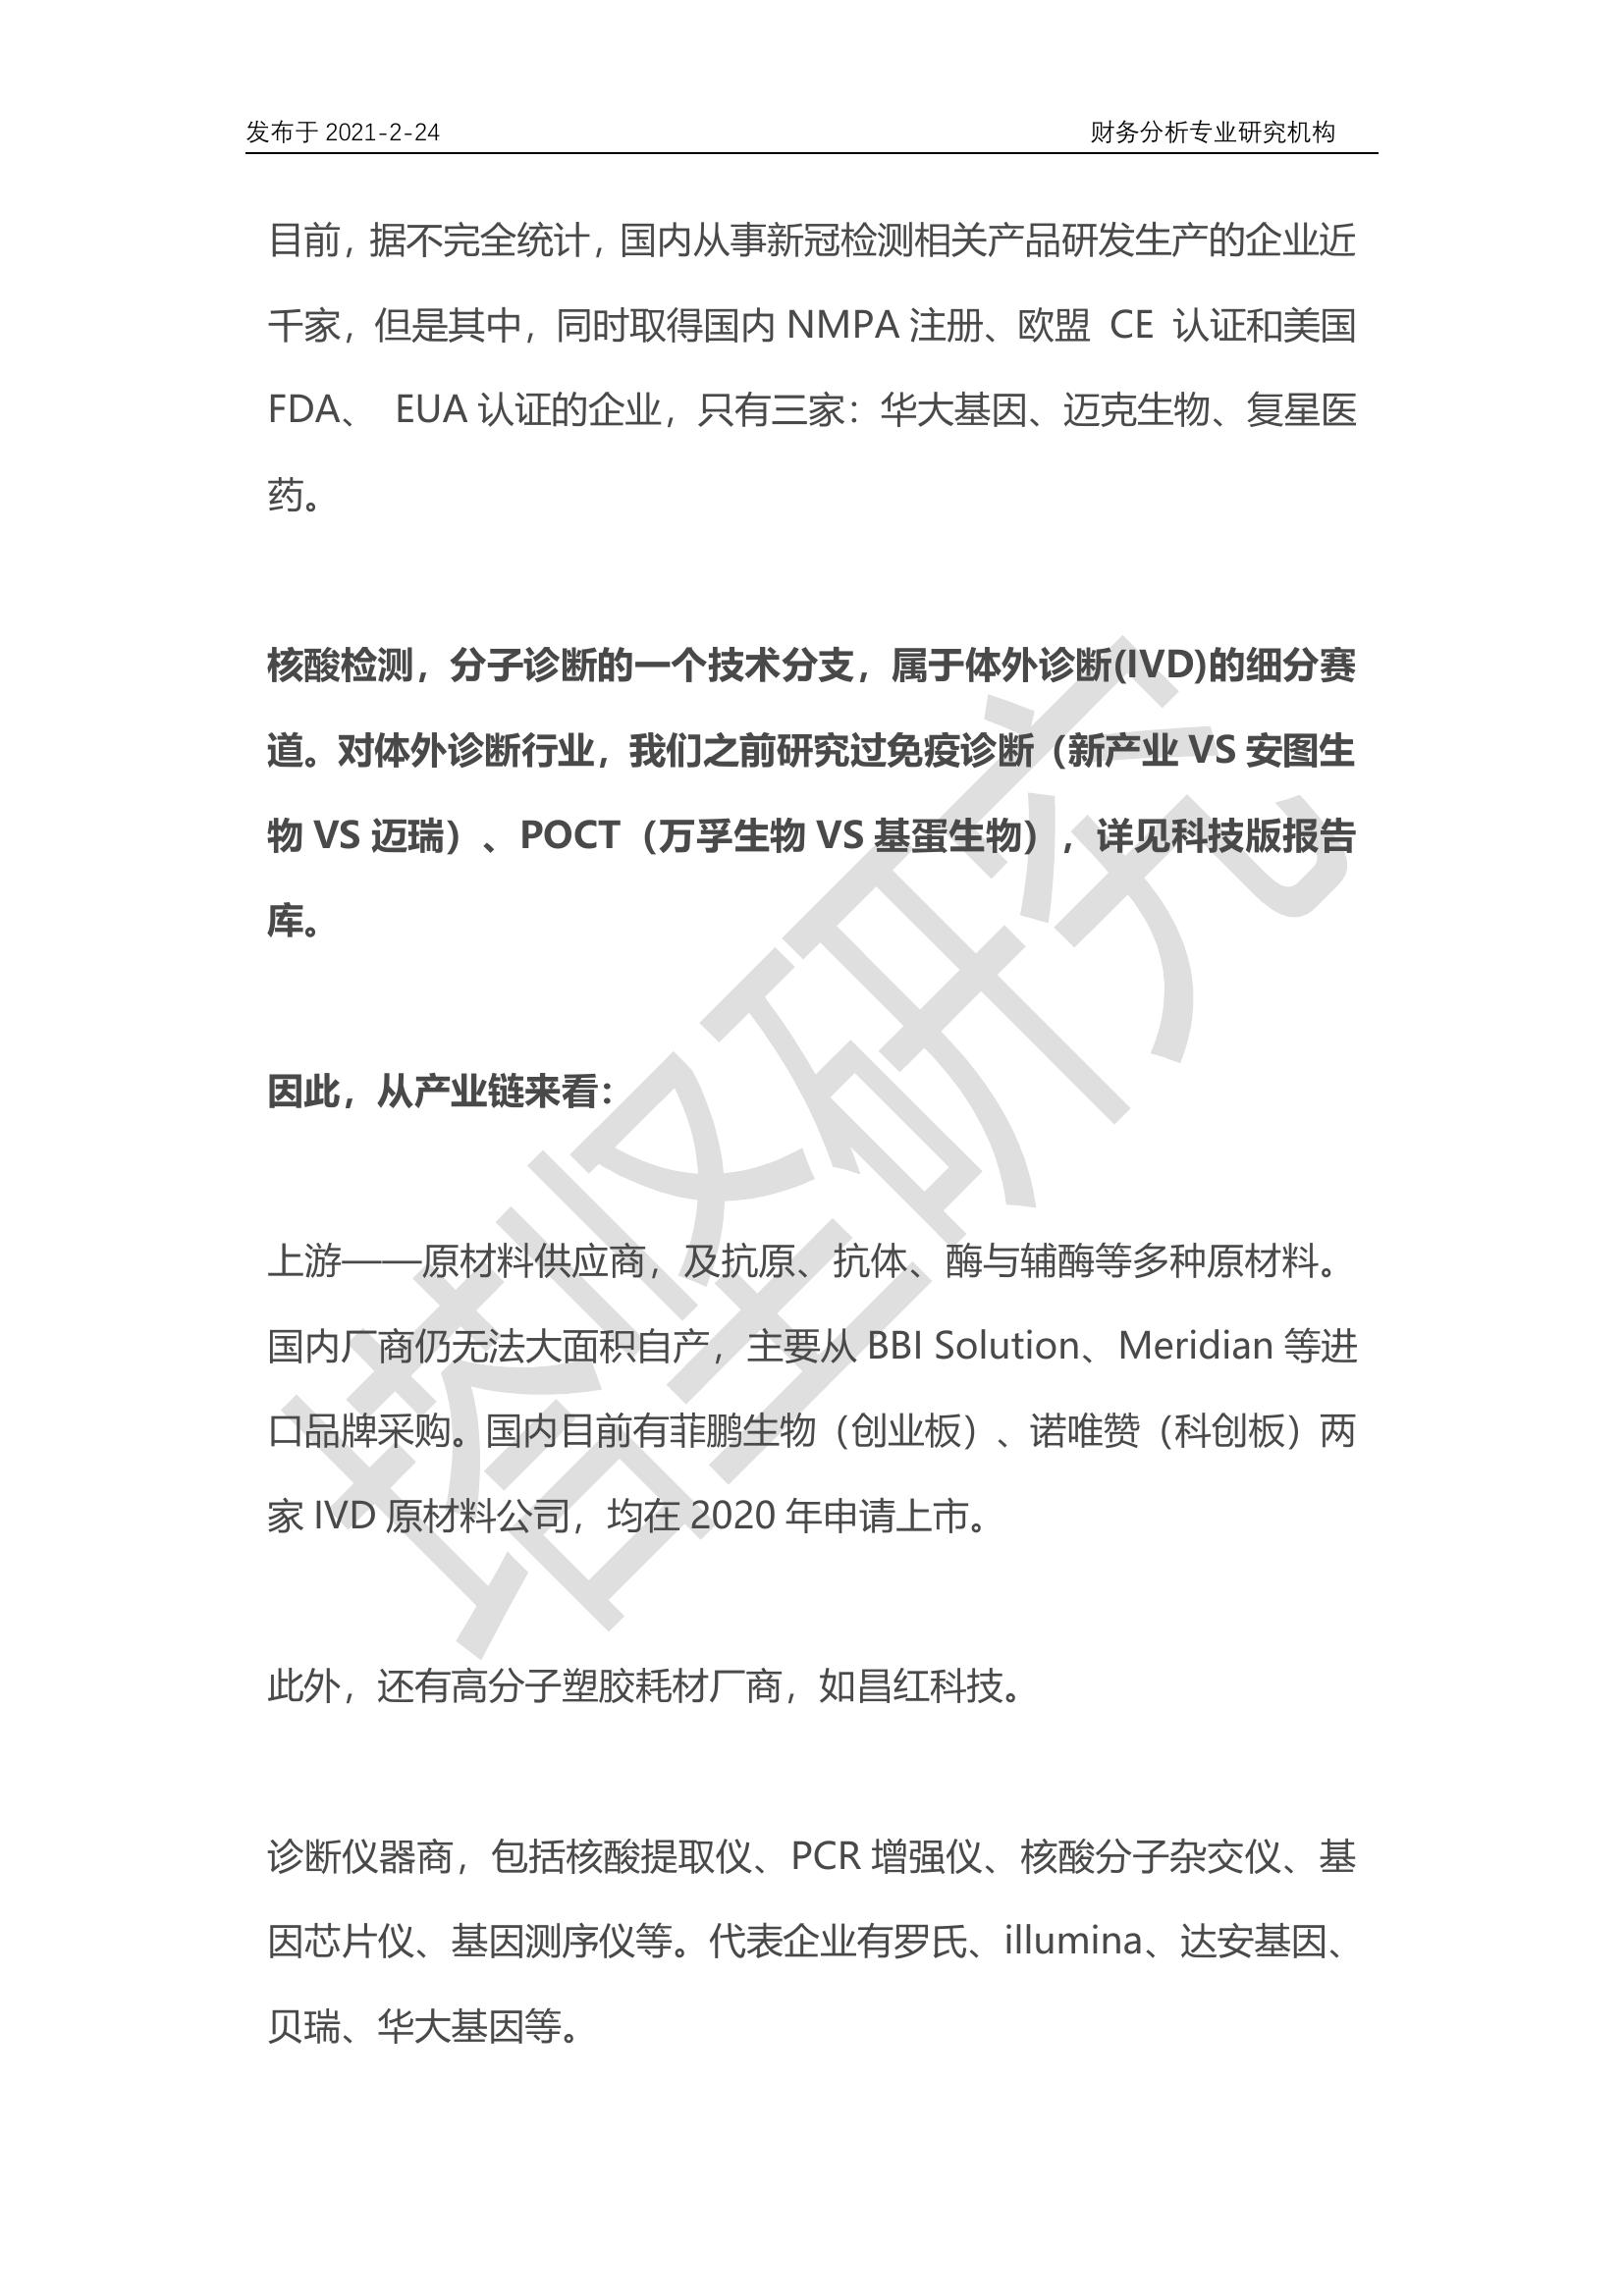 发布于 2021-2-24 财务分析专业研究机构
目前，据不完全统计，国内从事新冠检测相关产品研发生产的企业近
千家，但是其中，同时取得国内 NMPA 注册、欧盟 CE 认证和美国
FDA、 EUA 认证的企业，只有三家：华大基因、迈克生物、复星医
药。
核酸检测，分子诊断的一个技术分支，属于体外诊断(IVD)的细分赛
道。对体外诊断行业，我们之前研究过免疫诊断（新产业 VS 安图生
物 VS 迈瑞）、POCT（万孚生物 VS 基蛋生物），详见科技版报告
库。
因此，从产业链来看：
上游——原材料供应商，及抗原、抗体、酶与辅酶等多种原材料。
国内厂商仍无法大面积自产，主要从 BBI Solution、Meridian 等进
口品牌采购。国内目前有菲鹏生物（创业板）、诺唯赞（科创板）两
家 IVD 原材料公司，均在 2020 年申请上市。
此外，还有高分子塑胶耗材厂商，如昌红科技。
诊断仪器商，包括核酸提取仪、PCR 增强仪、核酸分子杂交仪、基
因芯片仪、基因测序仪等。代表企业有罗氏、illumina、达安基因、
贝瑞、华大基因等。
塔坚研究